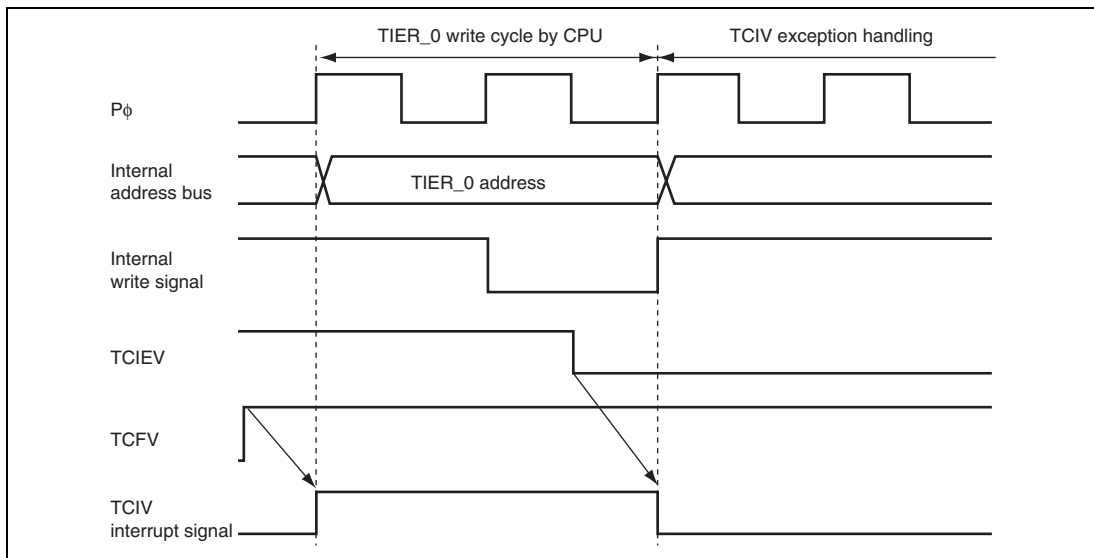 TIER_0 write cycle by CPU
TCIV exception handling
Pϕ
Internal
address bus
TIER_0 address
Internal
write signal
TCIEV
TCFV
TCIV
interrupt signal